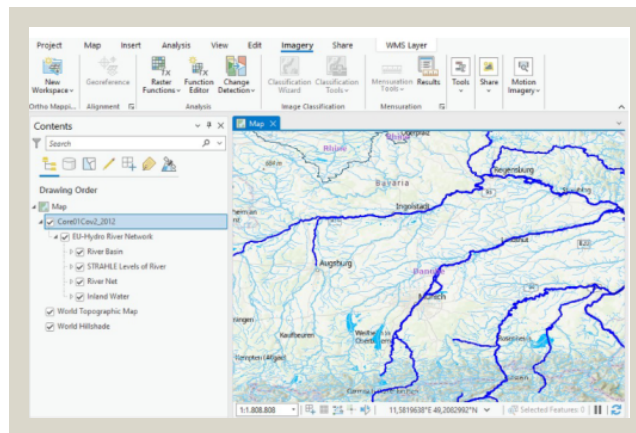 Project Map Insert Analysis View Edit Imagery Share WMS Layer
New Workspace
Georeference
Raster Functions
Function Editor
Change Detection
Classification Wizard
Classification Tools
Mensuration Tools
Results
Tools
Share
Motion Imagery
Ortho Mappi... Alignment Analysis Image Classification Mensuration
Contents
Search
Drawing Order
Map
Core01Cov2_2012
EU-Hydro River Network
River Basin
STRAHLE Levels of River
River Net
Inland Water
World Topographic Map
World Hillshade
Map
Rhine
Regensburg
Bavaria
Ingolstadt
Augsburg
Danube
Munich
Kaufbeuren
Kempten (Allgäu)
1:1.808.808 11,5819638°E 49,2082992°N Selected Features: 0